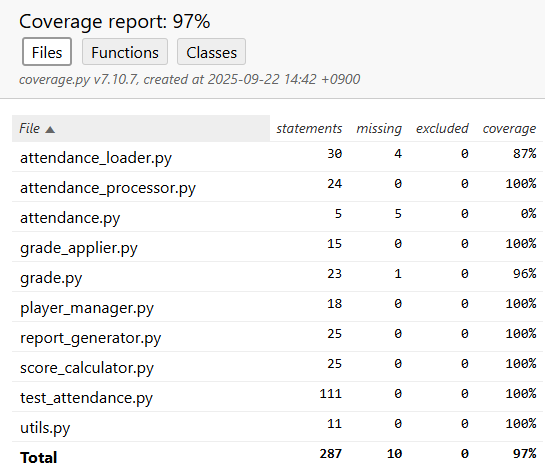 Coverage report: 97%
Files Functions Classes
coverage.py v7.10.7, created at 2025-09-22 14:42 +0900
File ▲ statements missing excluded coverage
attendance_loader.py 30 4 0 87%
attendance_processor.py 24 0 0 100%
attendance.py 5 5 0 0%
grade_applier.py 15 0 0 100%
grade.py 23 1 0 96%
player_manager.py 18 0 0 100%
report_generator.py 25 0 0 100%
score_calculator.py 25 0 0 100%
test_attendance.py 111 0 0 100%
utils.py 11 0 0 100%
Total 287 10 0 97%